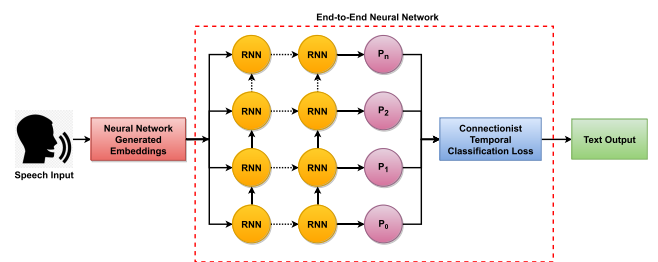 End-to-End Neural Network
RNN RNN Pn
RNN RNN P2
Speech Input
Neural Network
Generated
Embeddings
Connectionist
Temporal
Classification Loss
Text Output
RNN RNN P1
RNN RNN P0